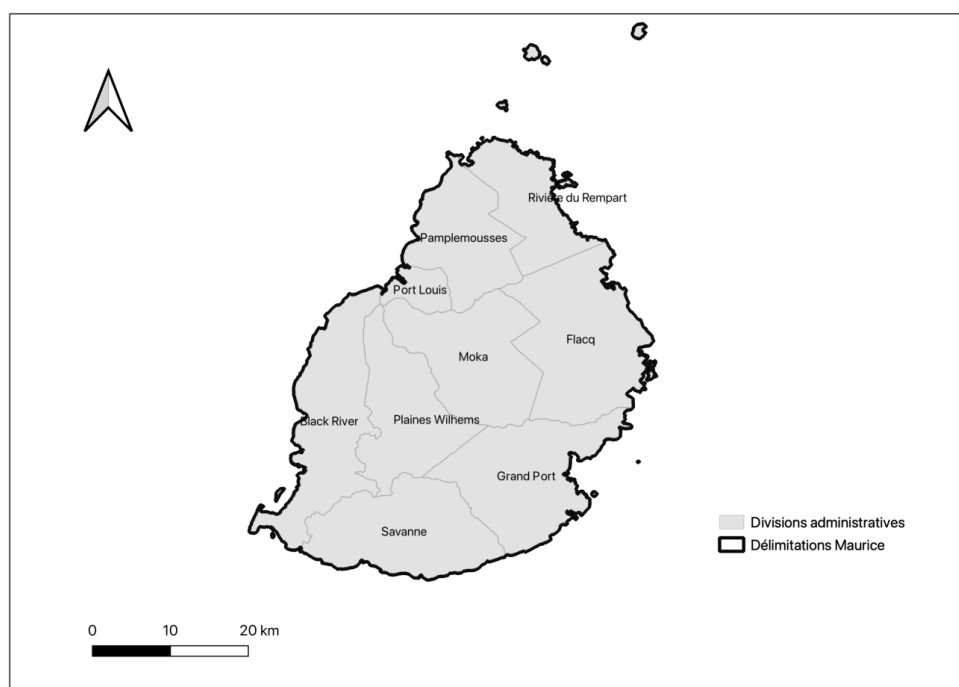 Rivière du Rempart
Pamplemousses
Port Louis
Flacq
Moka
Black River
Plaines Wilhems
Grand Port
Savanne
Divisions administratives
Délimitations Maurice
0 10 20 km